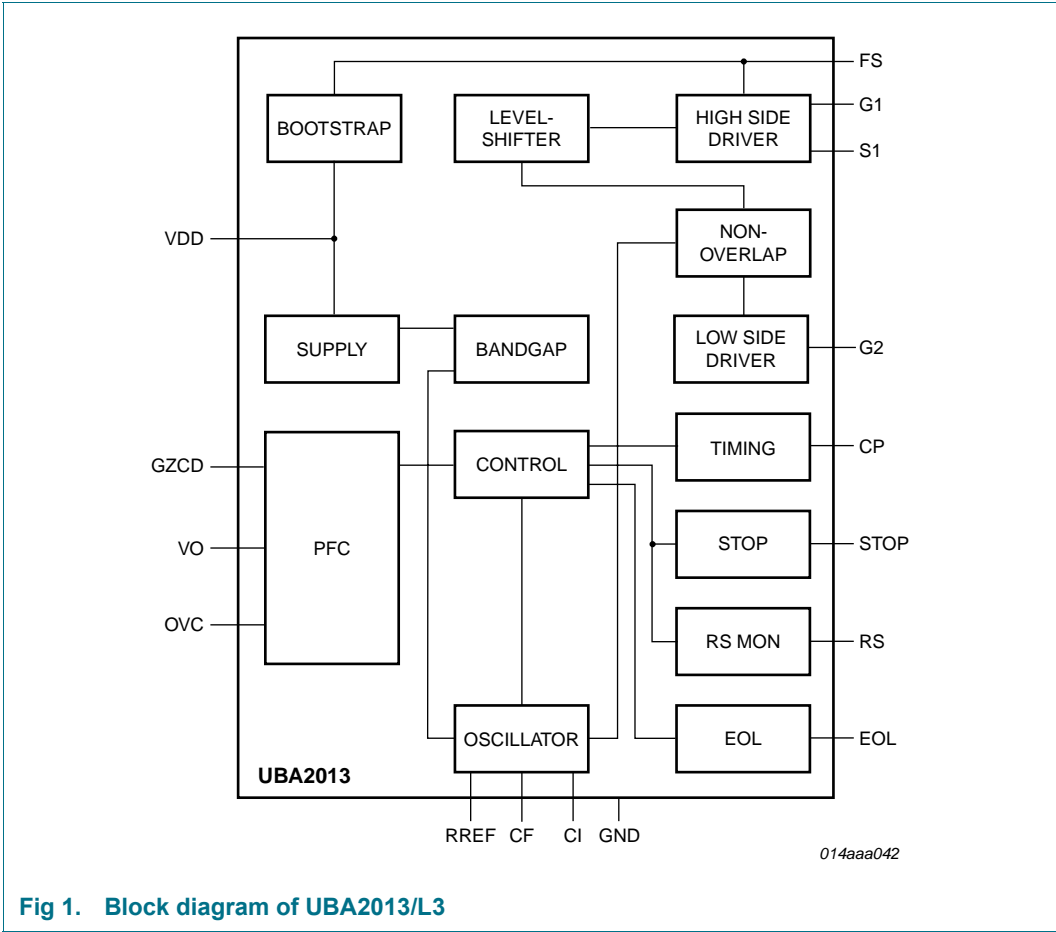 FS
BOOTSTRAP
LEVEL-
SHIFTER
HIGH SIDE
DRIVER
G1
S1
VDD
NON-
OVERLAP
SUPPLY
BANDGAP
LOW SIDE
DRIVER
G2
GZCD
VO
OVC
PFC
CONTROL
TIMING
CP
STOP
STOP
RS MON
RS
OSCILLATOR
EOL
EOL
UBA2013
RREF CF CI GND
014aaa042
Fig 1. Block diagram of UBA2013/L3